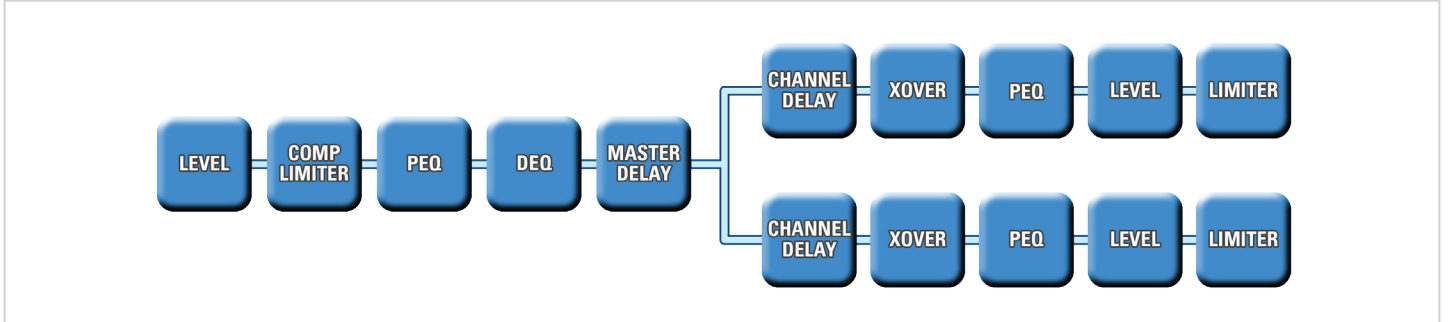 LEVEL
COMP
LIMITER
PEQ
DEQ
MASTER
DELAY
CHANNEL
DELAY
XOVER
PEQ
LEVEL
LIMITER
CHANNEL
DELAY
XOVER
PEQ
LEVEL
LIMITER